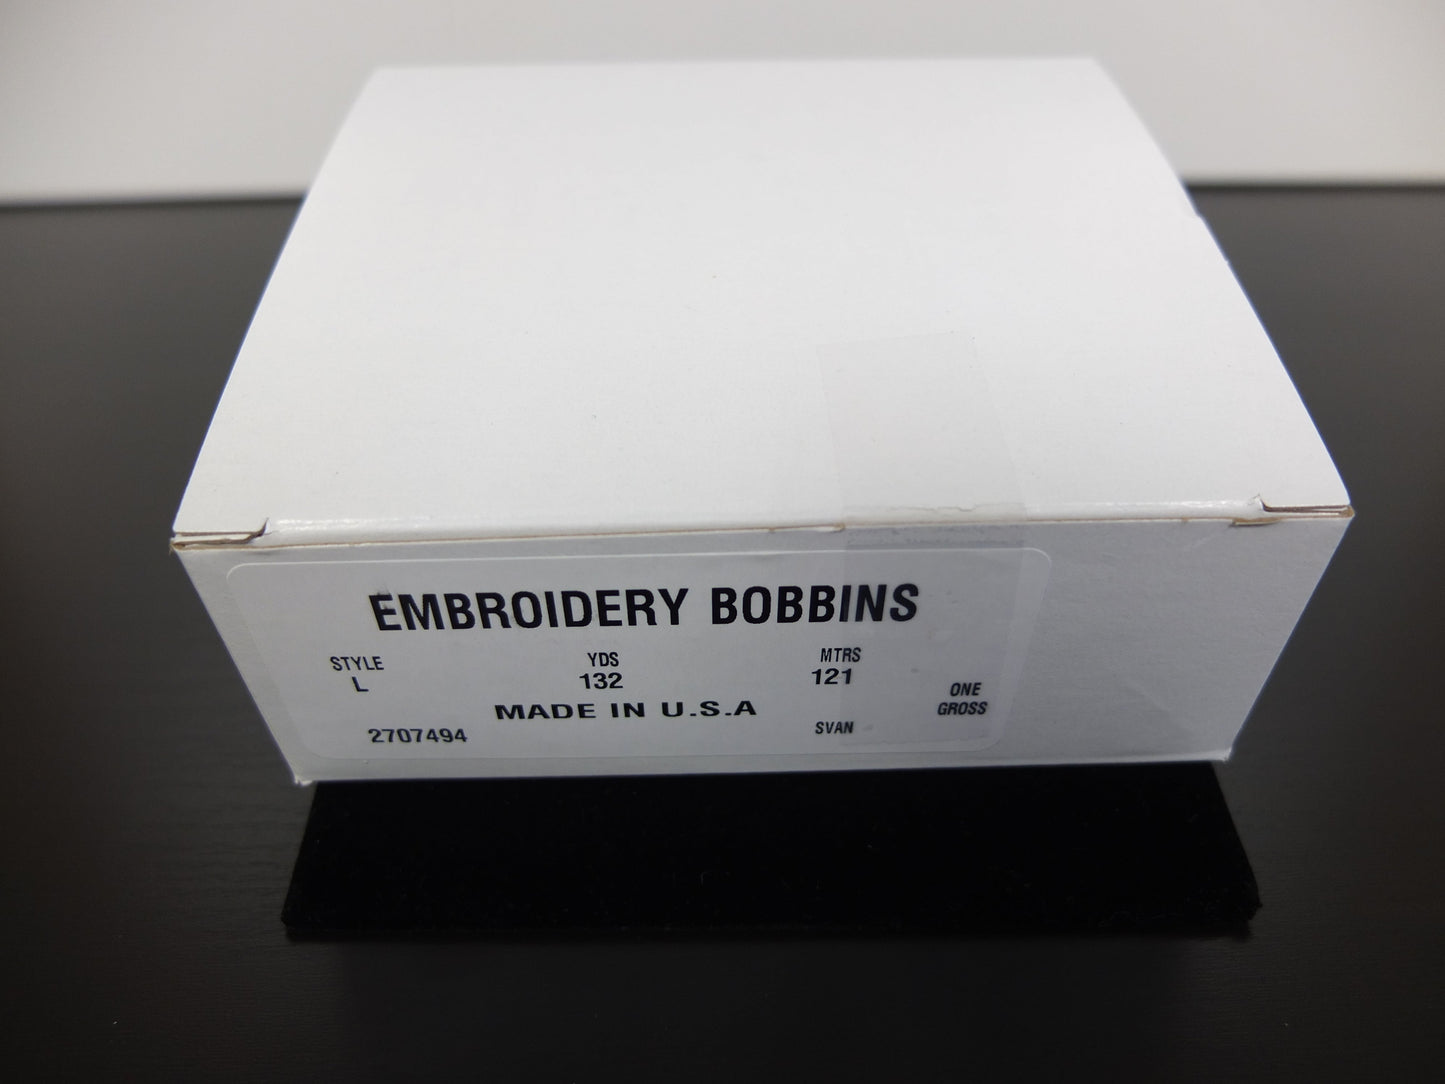 EMBROIDERY BOBBINS
STYLE YDS MTRS
L 132 121
ONE
MADE IN U.S.A GROSS
2707494 SVAN